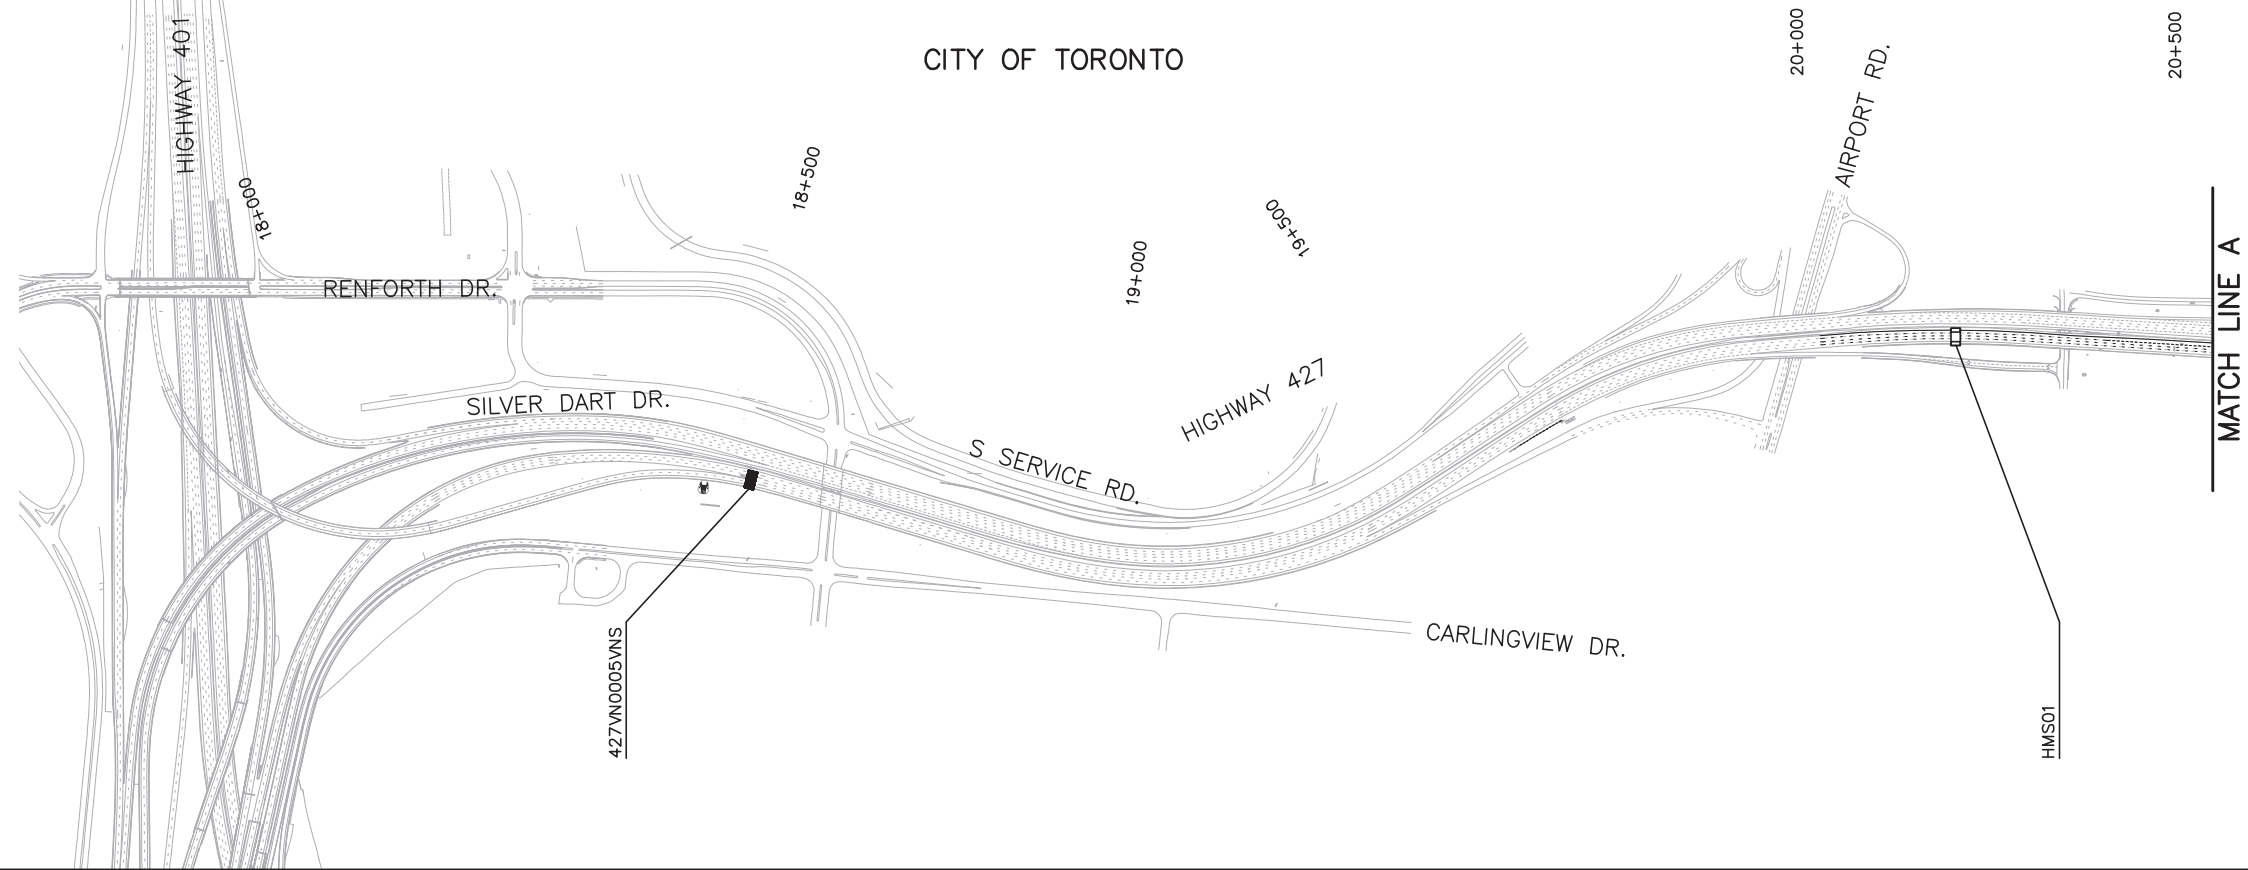 CITY OF TORONTO
HIGHWAY 401
18+000
18+500
19+000
19+500
20+000
20+500
AIRPORT RD.
RENFORTH DR.
SILVER DART DR.
S SERVICE RD.
HIGHWAY 427
CARLINGVIEW DR.
MATCH LINE A
427VN0005VNS
HMS01